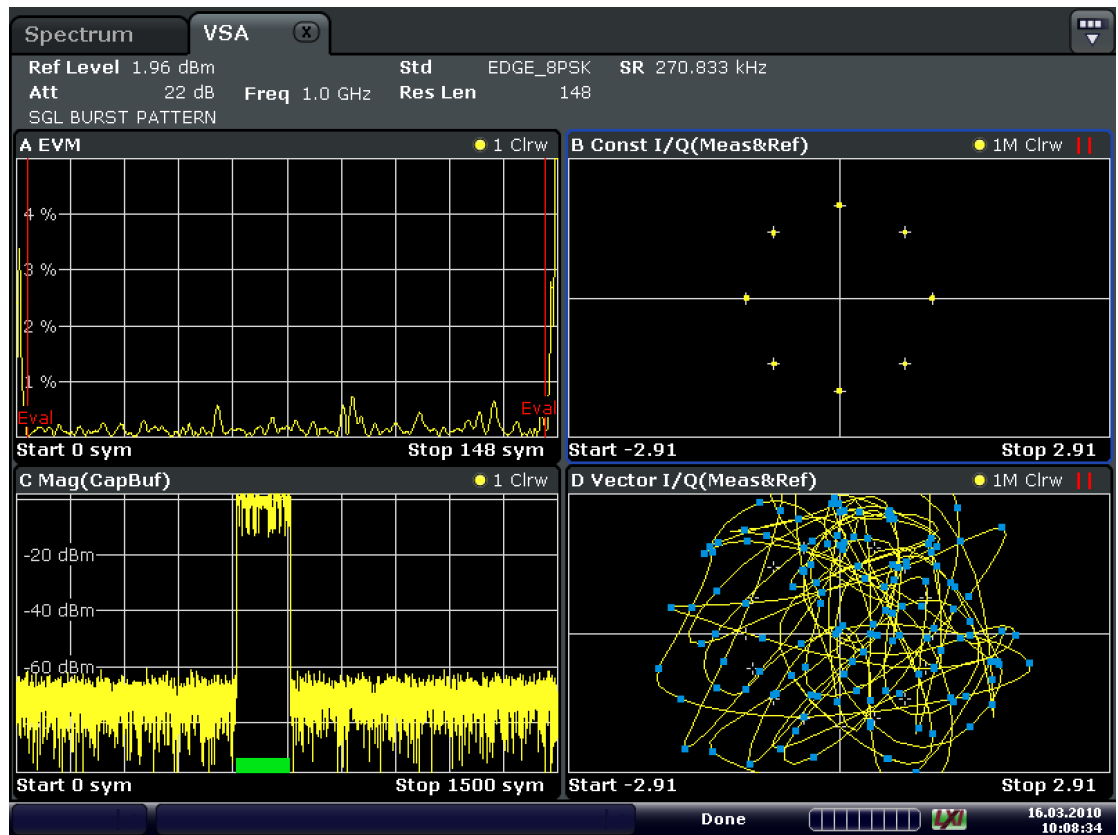 Spectrum VSA X
Ref Level 1.96 dBm Std EDGE_8PSK SR 270.833 kHz
Att 22 dB Freq 1.0 GHz Res Len 148
SGL BURST PATTERN
A EVM 1 Clrw
4 %
3 %
2 %
1 %
Eval Eval
Start 0 sym Stop 148 sym
B Const I/Q(Meas&Ref) 1M Clrw
Start -2.91 Stop 2.91
C Mag(CapBuf) 1 Clrw
-20 dBm
-40 dBm
-60 dBm
Start 0 sym Stop 1500 sym
D Vector I/Q(Meas&Ref) 1M Clrw
Start -2.91 Stop 2.91
Done LXI 16.03.2010
10:08:34